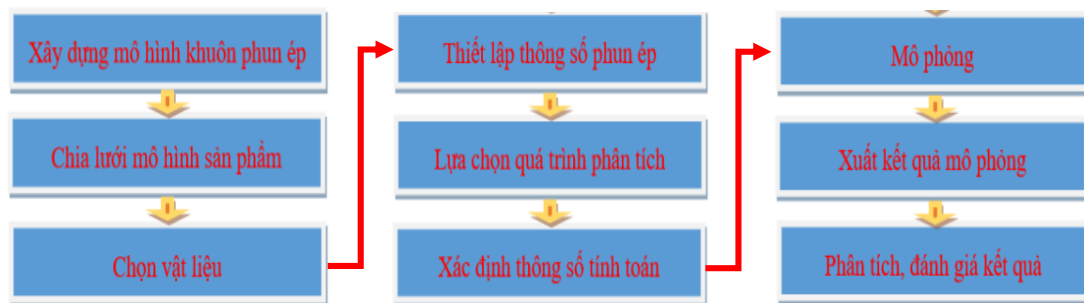 Xây dựng mô hình khuôn phun ép
Chia lưới mô hình sản phẩm
Chọn vật liệu
Thiết lập thông số phun ép
Lựa chọn quá trình phân tích
Xác định thông số tính toán
Mô phỏng
Xuất kết quả mô phỏng
Phân tích, đánh giá kết quả